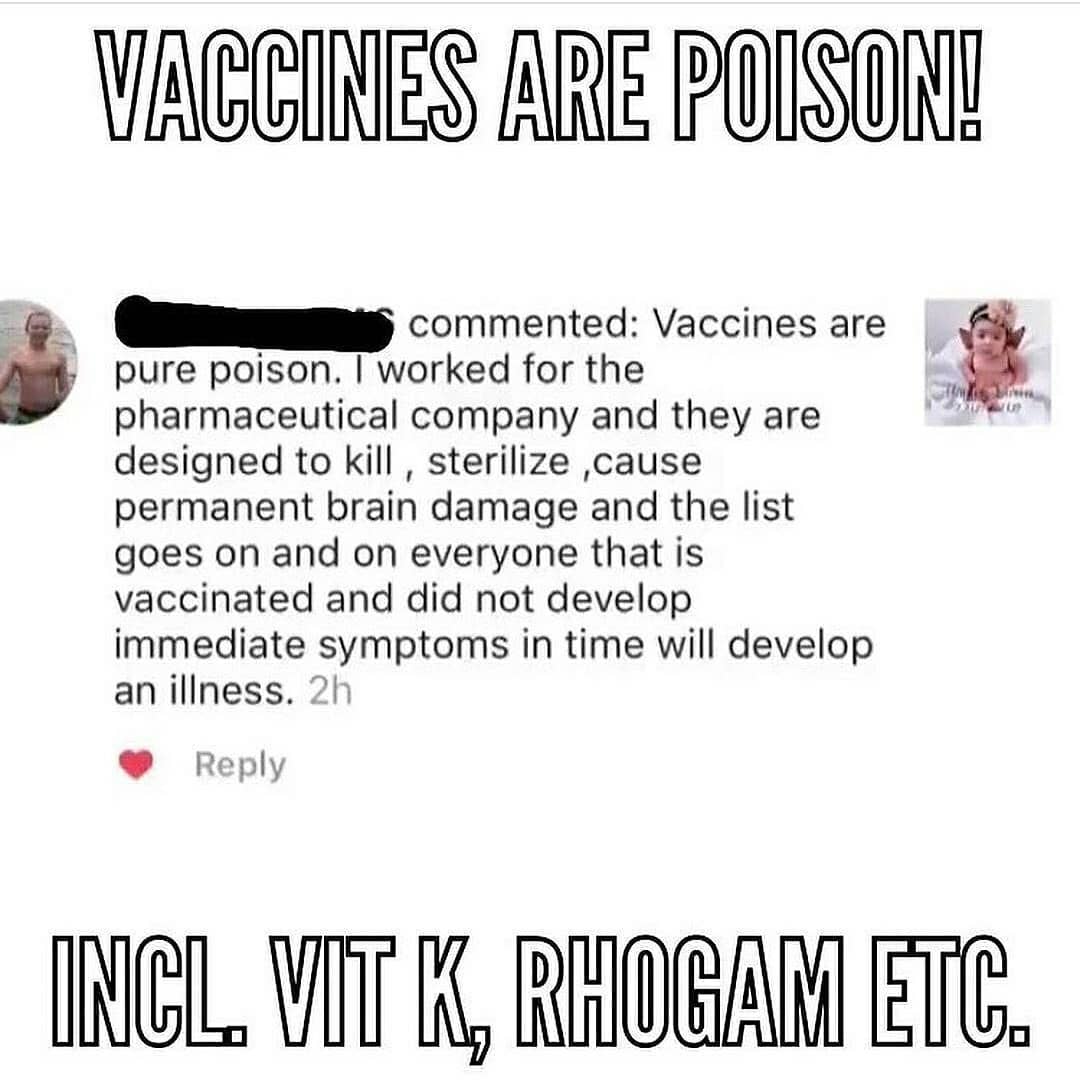 VACCINES ARE POISON!
commented: Vaccines are
pure poison. I worked for the
pharmaceutical company and they are
designed to kill , sterilize ,cause
permanent brain damage and the list
goes on and on everyone that is
vaccinated and did not develop
immediate symptoms in time will develop
an illness. 2h
Reply
INCL. VIT K, RHOGAM ETC.